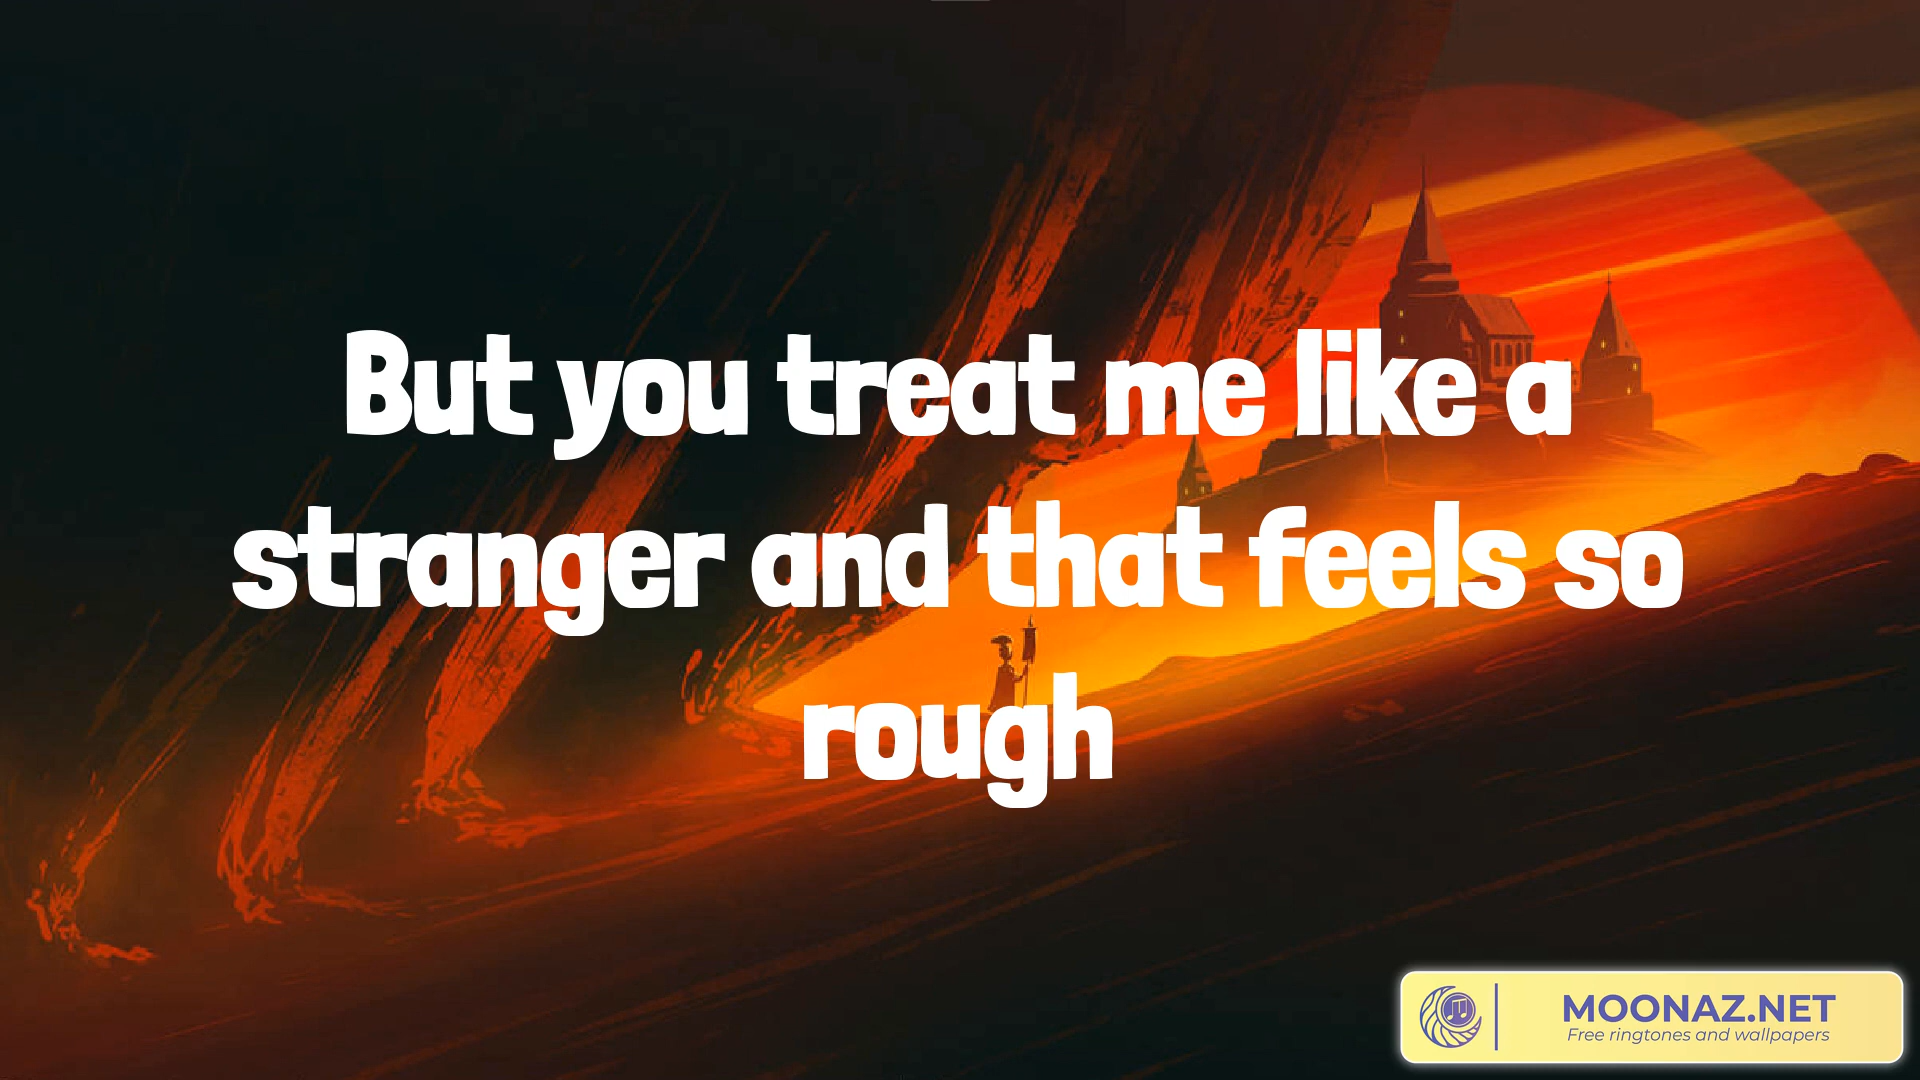 But you treat me like a
stranger and that feels so
rough
MOONAZ.NET
Free ringtones and wallpapers